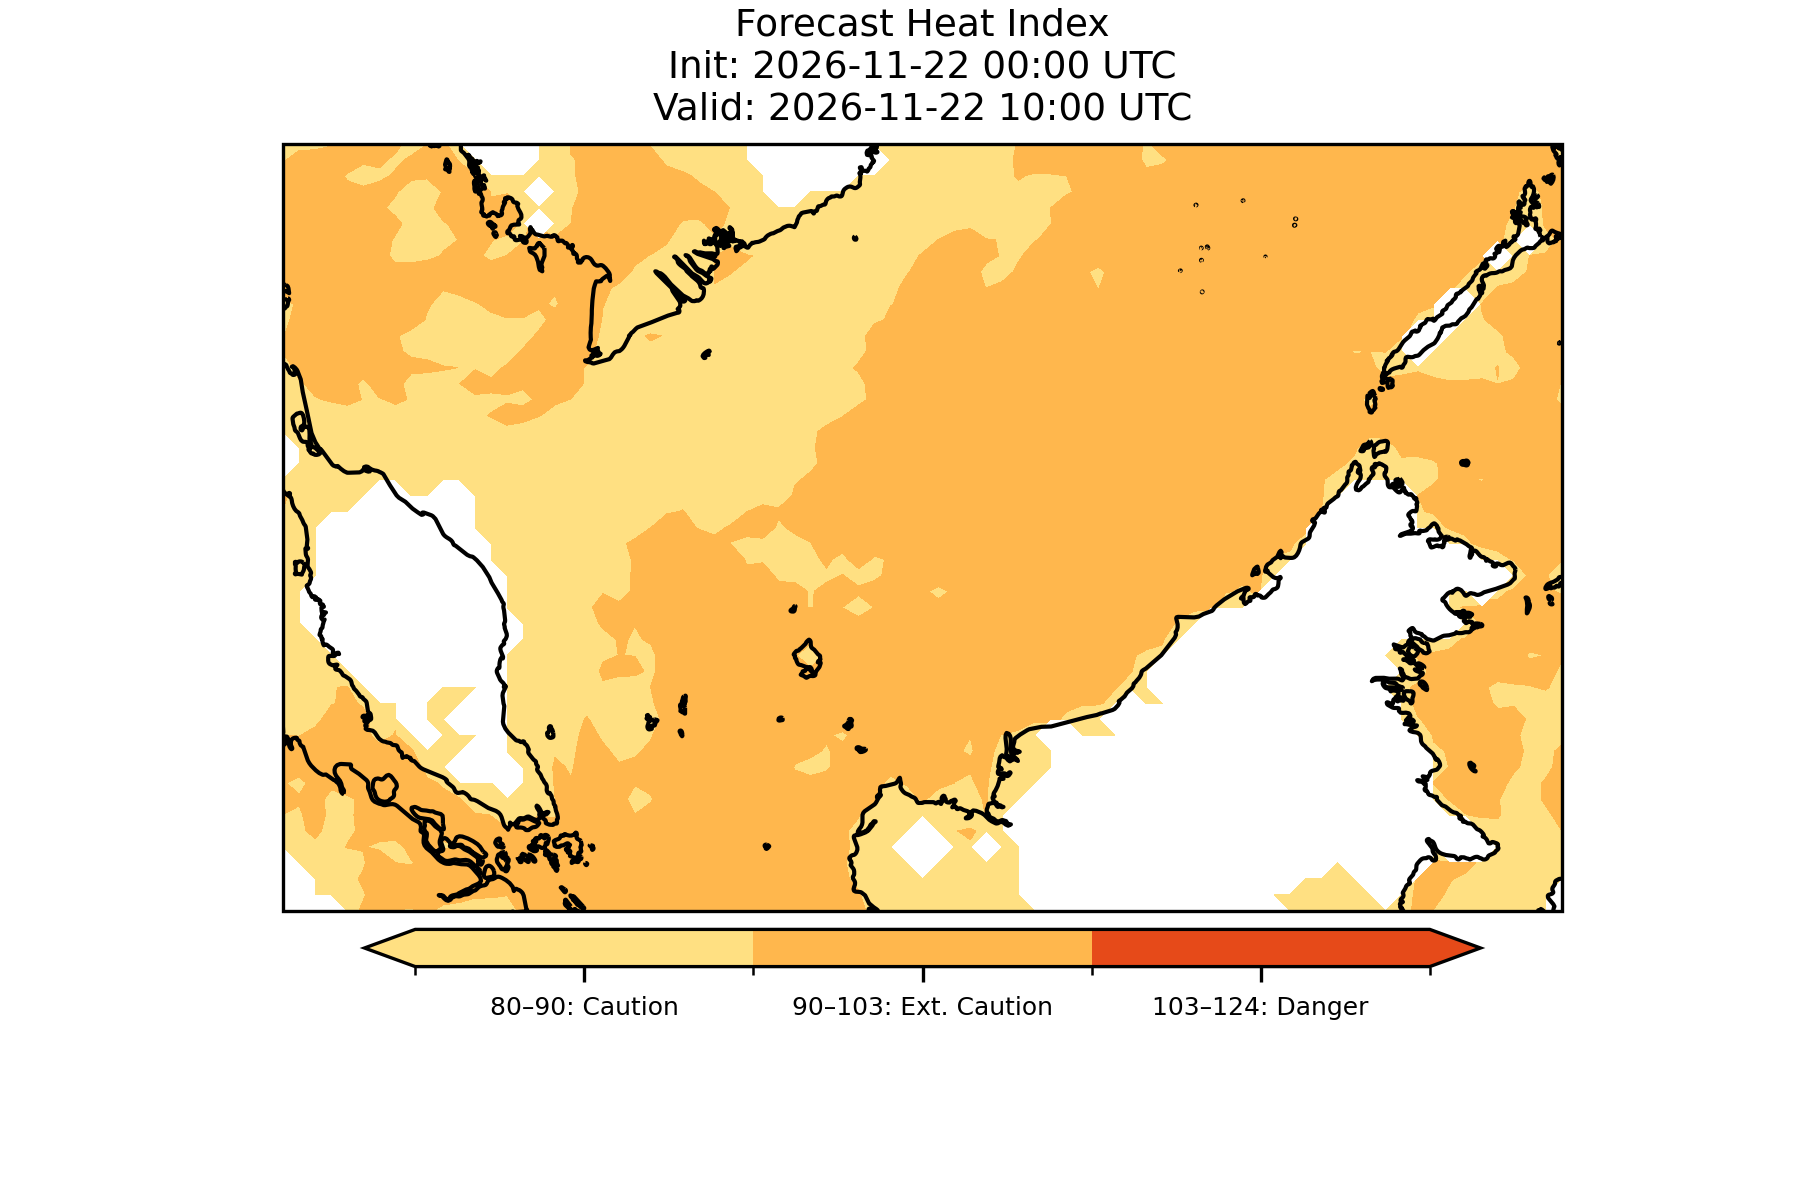 Forecast Heat Index
Init: 2026-11-22 00:00 UTC
Valid: 2026-11-22 10:00 UTC
80–90: Caution
90–103: Ext. Caution
103–124: Danger